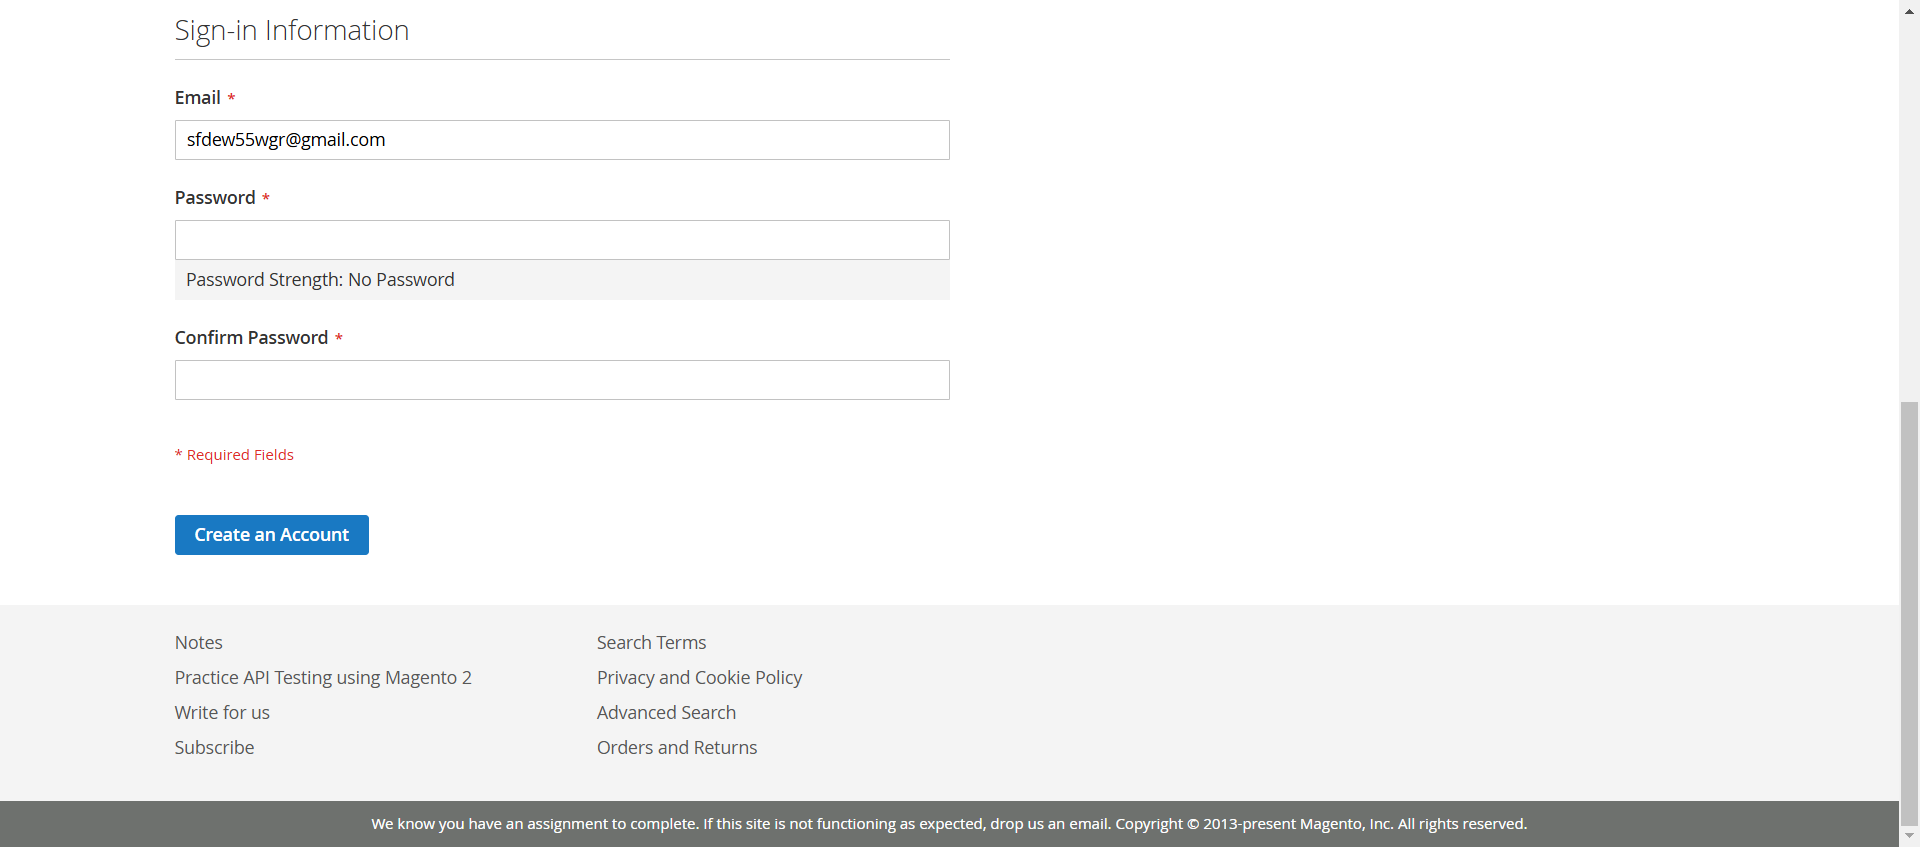 Sign-in Information
Email *
sfdew55wgr@gmail.com
Password *
Password Strength: No Password
Confirm Password *
* Required Fields
Create an Account
Notes
Practice API Testing using Magento 2
Write for us
Subscribe
Search Terms
Privacy and Cookie Policy
Advanced Search
Orders and Returns
We know you have an assignment to complete. If this site is not functioning as expected, drop us an email. Copyright © 2013-present Magento, Inc. All rights reserved.